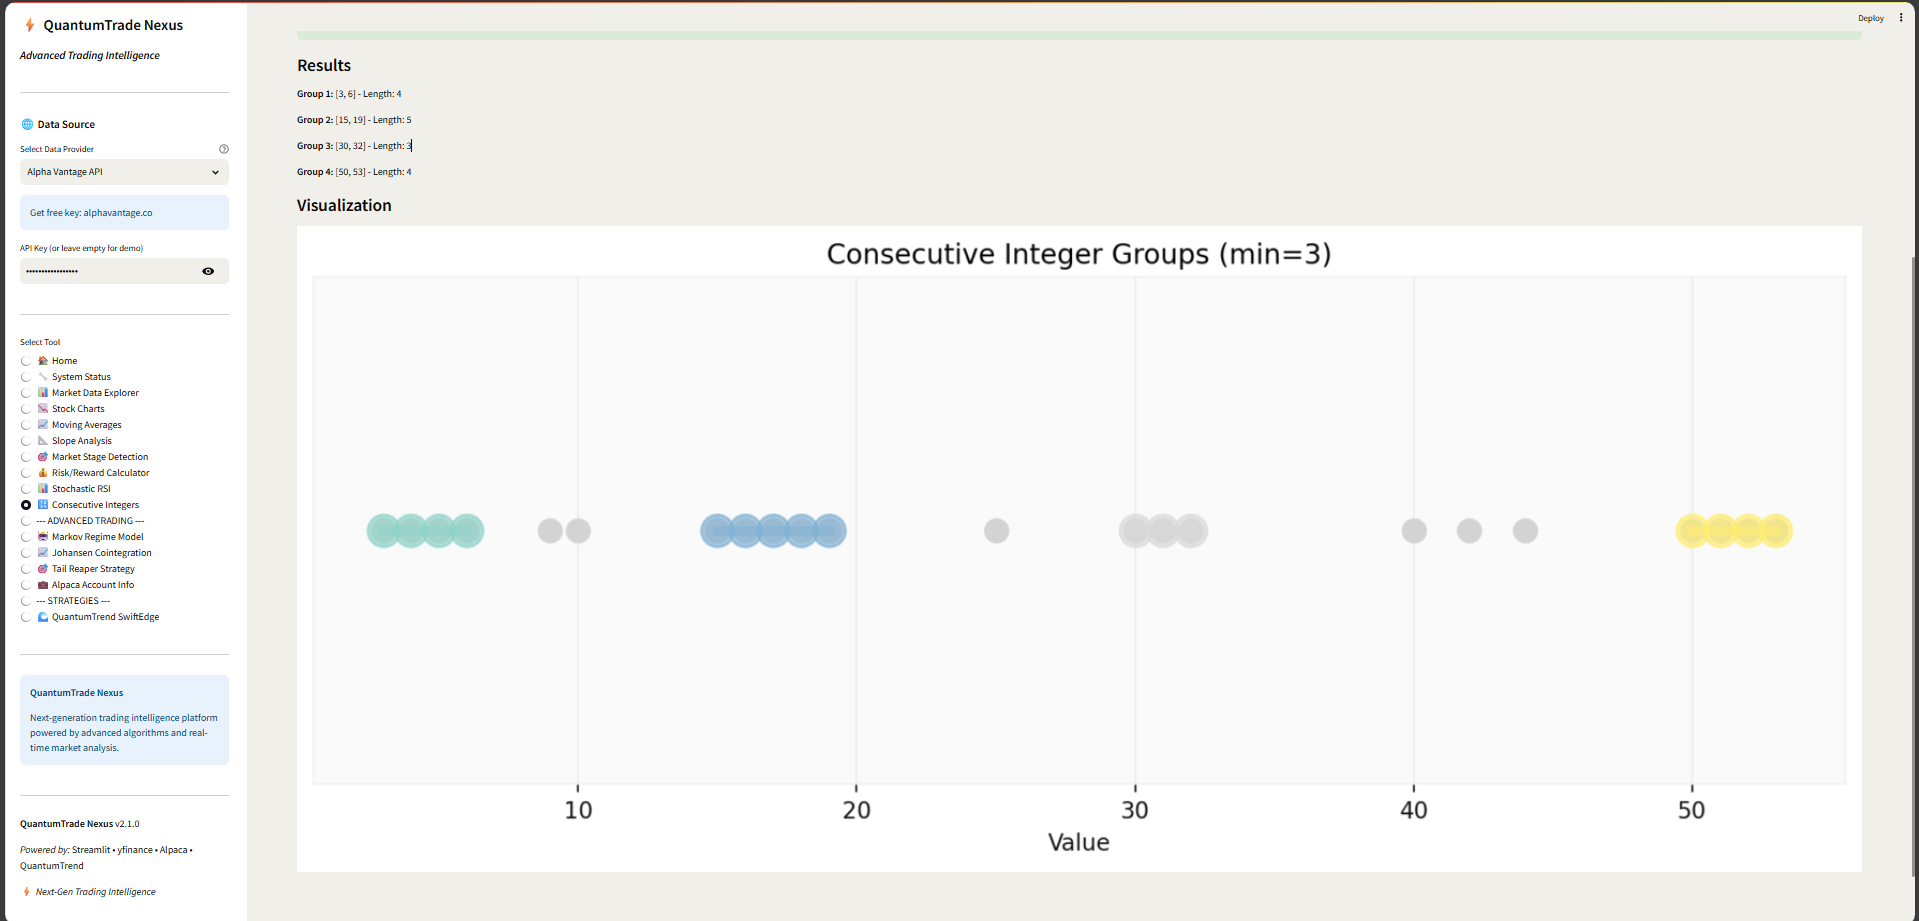 QuantumTrade Nexus
Advanced Trading Intelligence
Data Source
Select Data Provider
Alpha Vantage API
Get free key: alphavantage.co
API Key (or leave empty for demo)
Select Tool
Home
System Status
Market Data Explorer
Stock Charts
Moving Averages
Slope Analysis
Market Stage Detection
Risk/Reward Calculator
Stochastic RSI
Consecutive Integers
--- ADVANCED TRADING ---
Markov Regime Model
Johansen Cointegration
Tail Reaper Strategy
Alpaca Account Info
--- STRATEGIES ---
QuantumTrend SwiftEdge
QuantumTrade Nexus
Next-generation trading intelligence platform
powered by advanced algorithms and real-
time market analysis.
QuantumTrade Nexus v2.1.0
Powered by: Streamlit • yfinance • Alpaca •
QuantumTrend
Next-Gen Trading Intelligence
Deploy
Results
Group 1: [3, 6] - Length: 4
Group 2: [15, 19] - Length: 5
Group 3: [30, 32] - Length: 3
Group 4: [50, 53] - Length: 4
Visualization
Consecutive Integer Groups (min=3)
10 20 30 40 50
Value